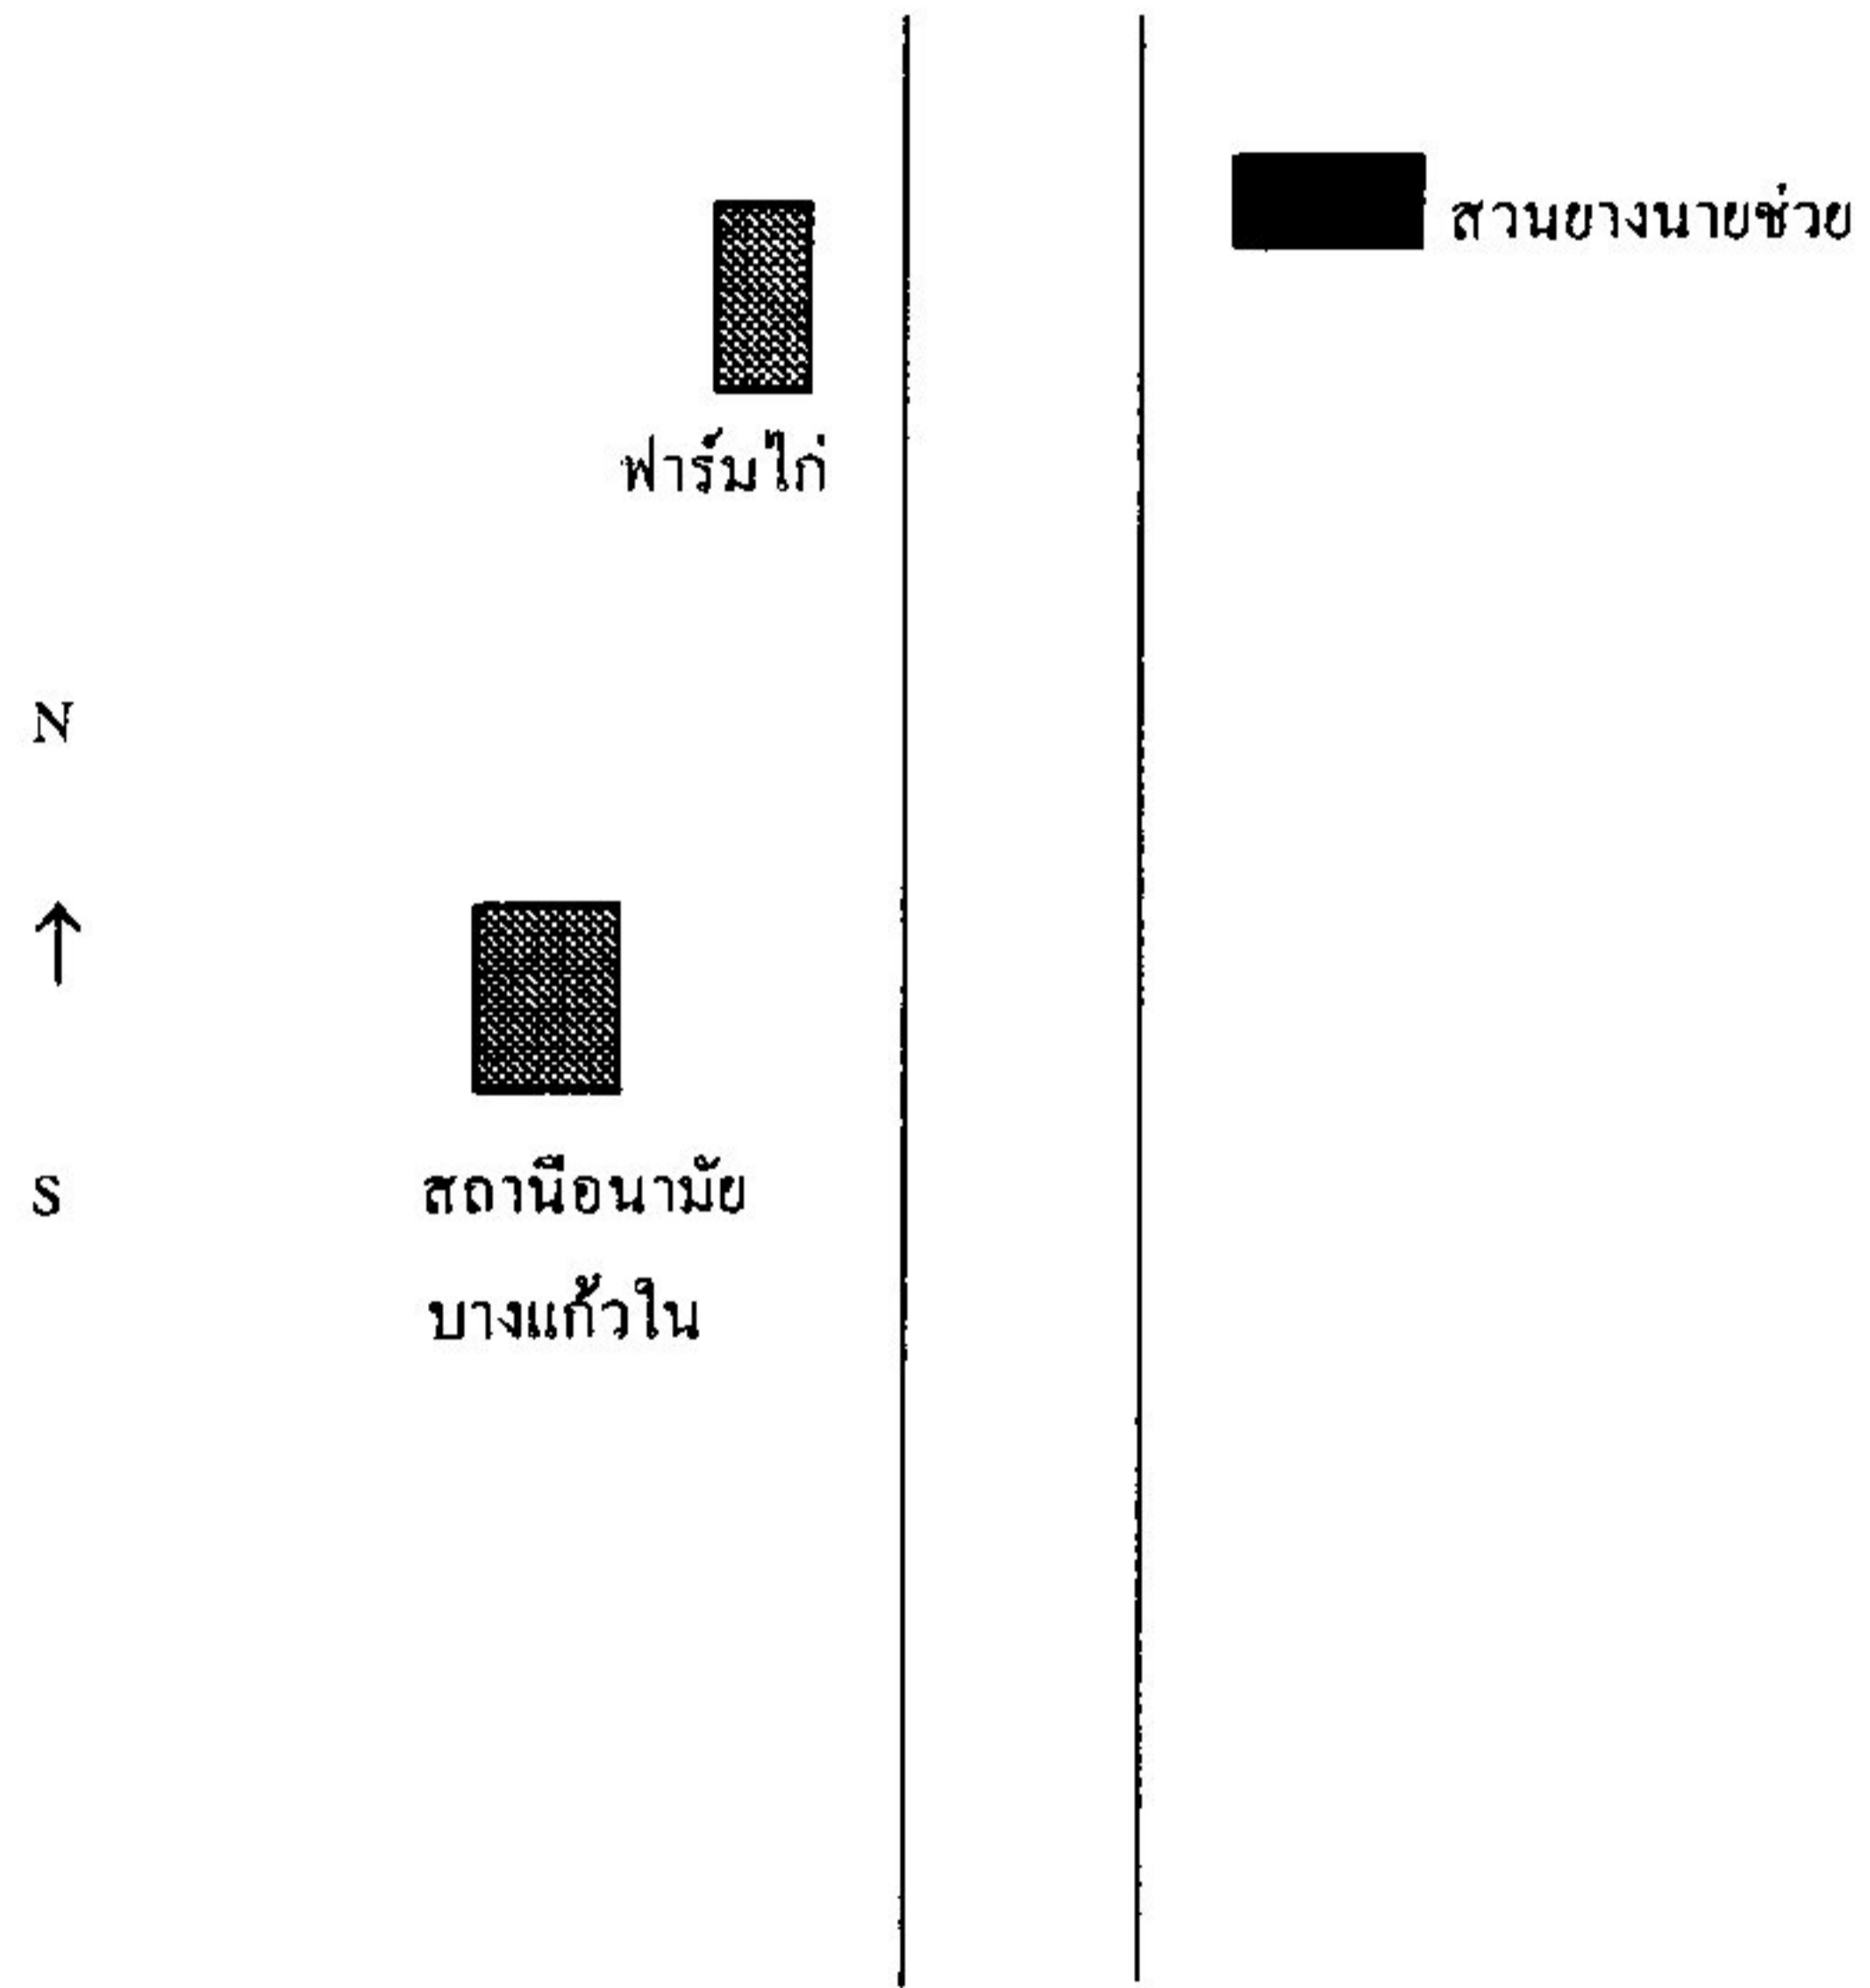 สวนยางนายช่วย
ฟาร์มไก่
N
S
สถานีอนามัย
บางแก้วใน